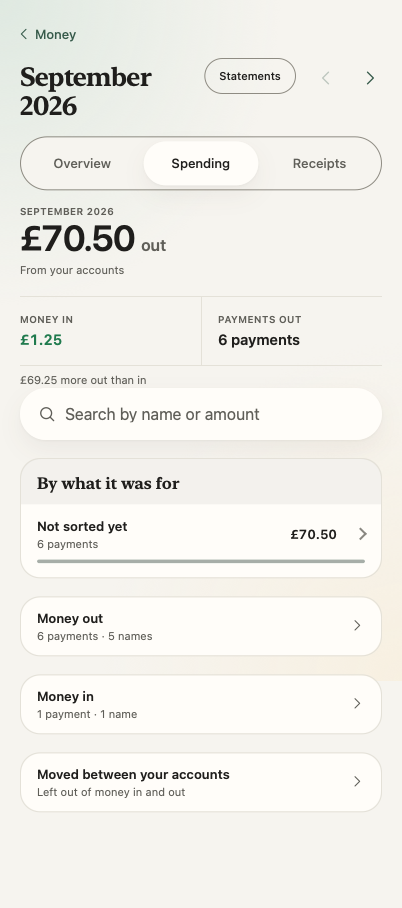 Money
September
2026
Statements
Overview
Spending
Receipts
SEPTEMBER 2026
£70.50 out
From your accounts
MONEY IN
£1.25
PAYMENTS OUT
6 payments
£69.25 more out than in
Search by name or amount
By what it was for
Not sorted yet
6 payments
£70.50
Money out
6 payments · 5 names
Money in
1 payment · 1 name
Moved between your accounts
Left out of money in and out